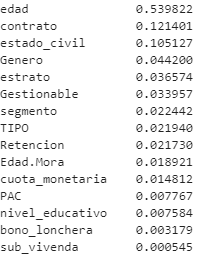 edad 0.539822
contrato 0.121401
estado_civil 0.105127
Genero 0.044200
estrato 0.036574
Gestionable 0.033957
segmento 0.022442
TIPO 0.021940
Retencion 0.021730
Edad.Mora 0.018921
cuota_monetaria 0.014812
PAC 0.007767
nivel_educativo 0.007584
bono_lonchera 0.003179
sub_vivenda 0.000545